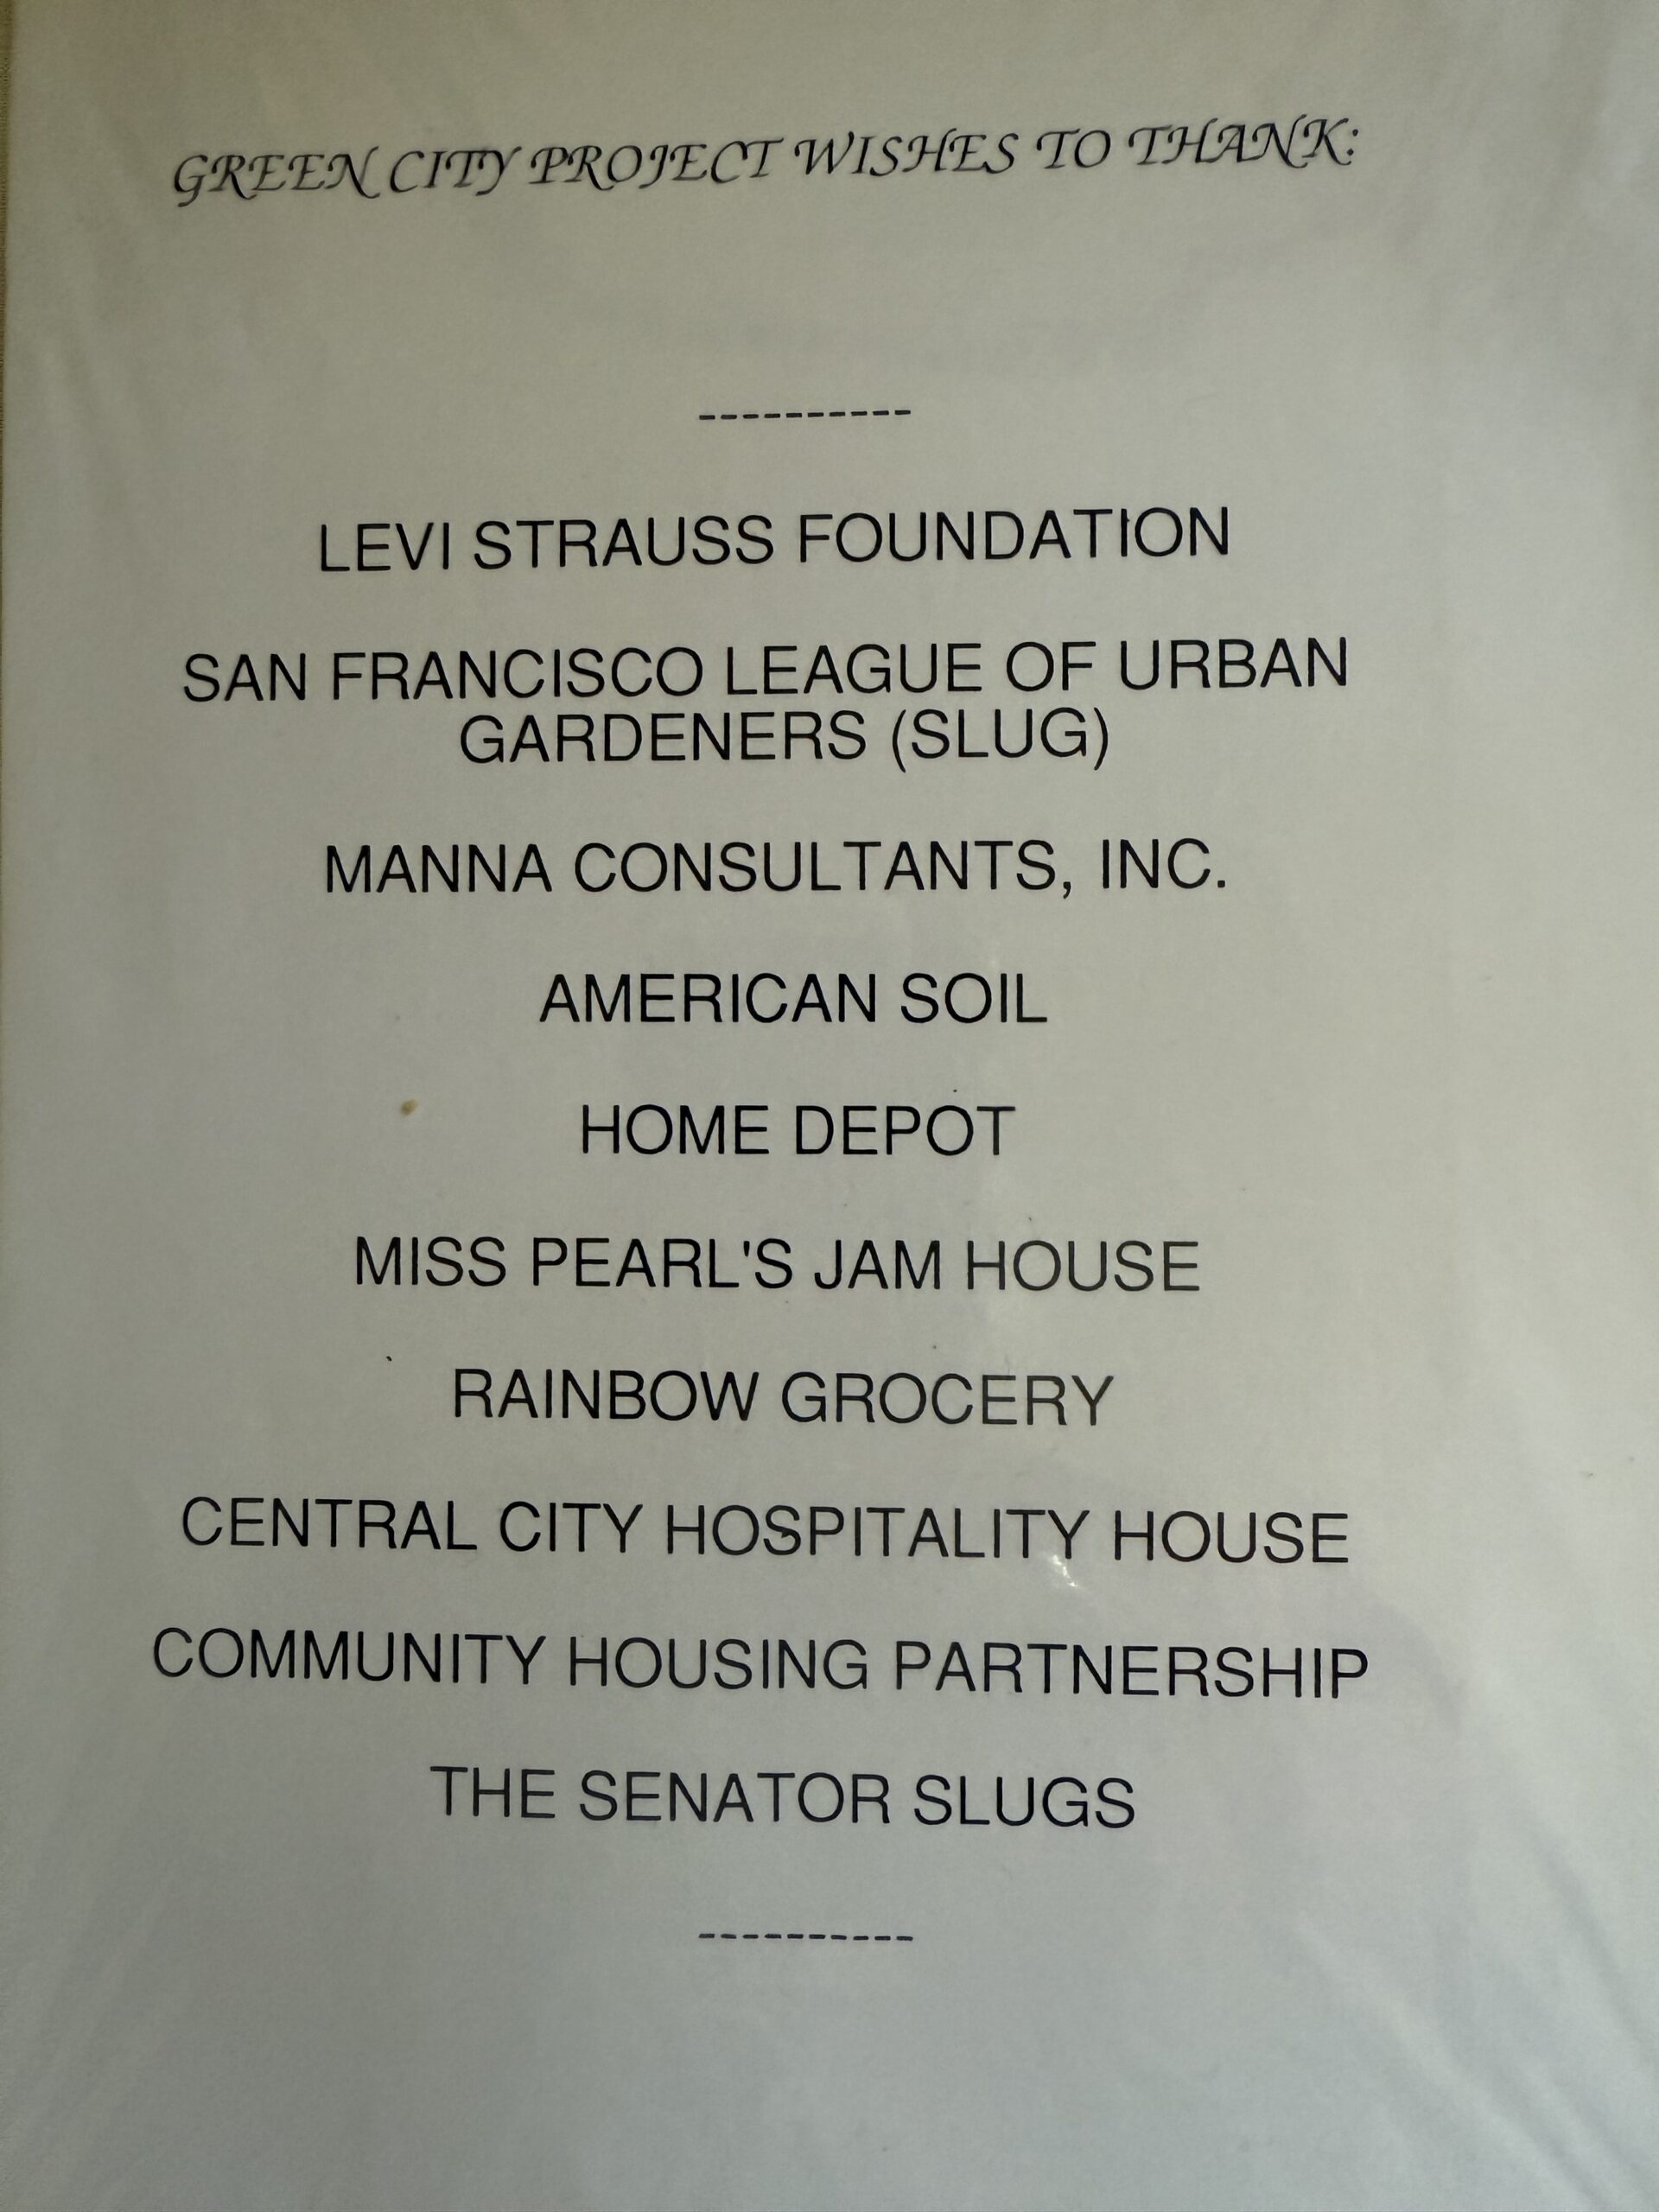 GREEN CITY PROJECT WISHES TO THANK:
----------
LEVI STRAUSS FOUNDATION
SAN FRANCISCO LEAGUE OF URBAN
GARDENERS (SLUG)
MANNA CONSULTANTS, INC.
AMERICAN SOIL
HOME DEPOT
MISS PEARL'S JAM HOUSE
RAINBOW GROCERY
CENTRAL CITY HOSPITALITY HOUSE
COMMUNITY HOUSING PARTNERSHIP
THE SENATOR SLUGS
----------